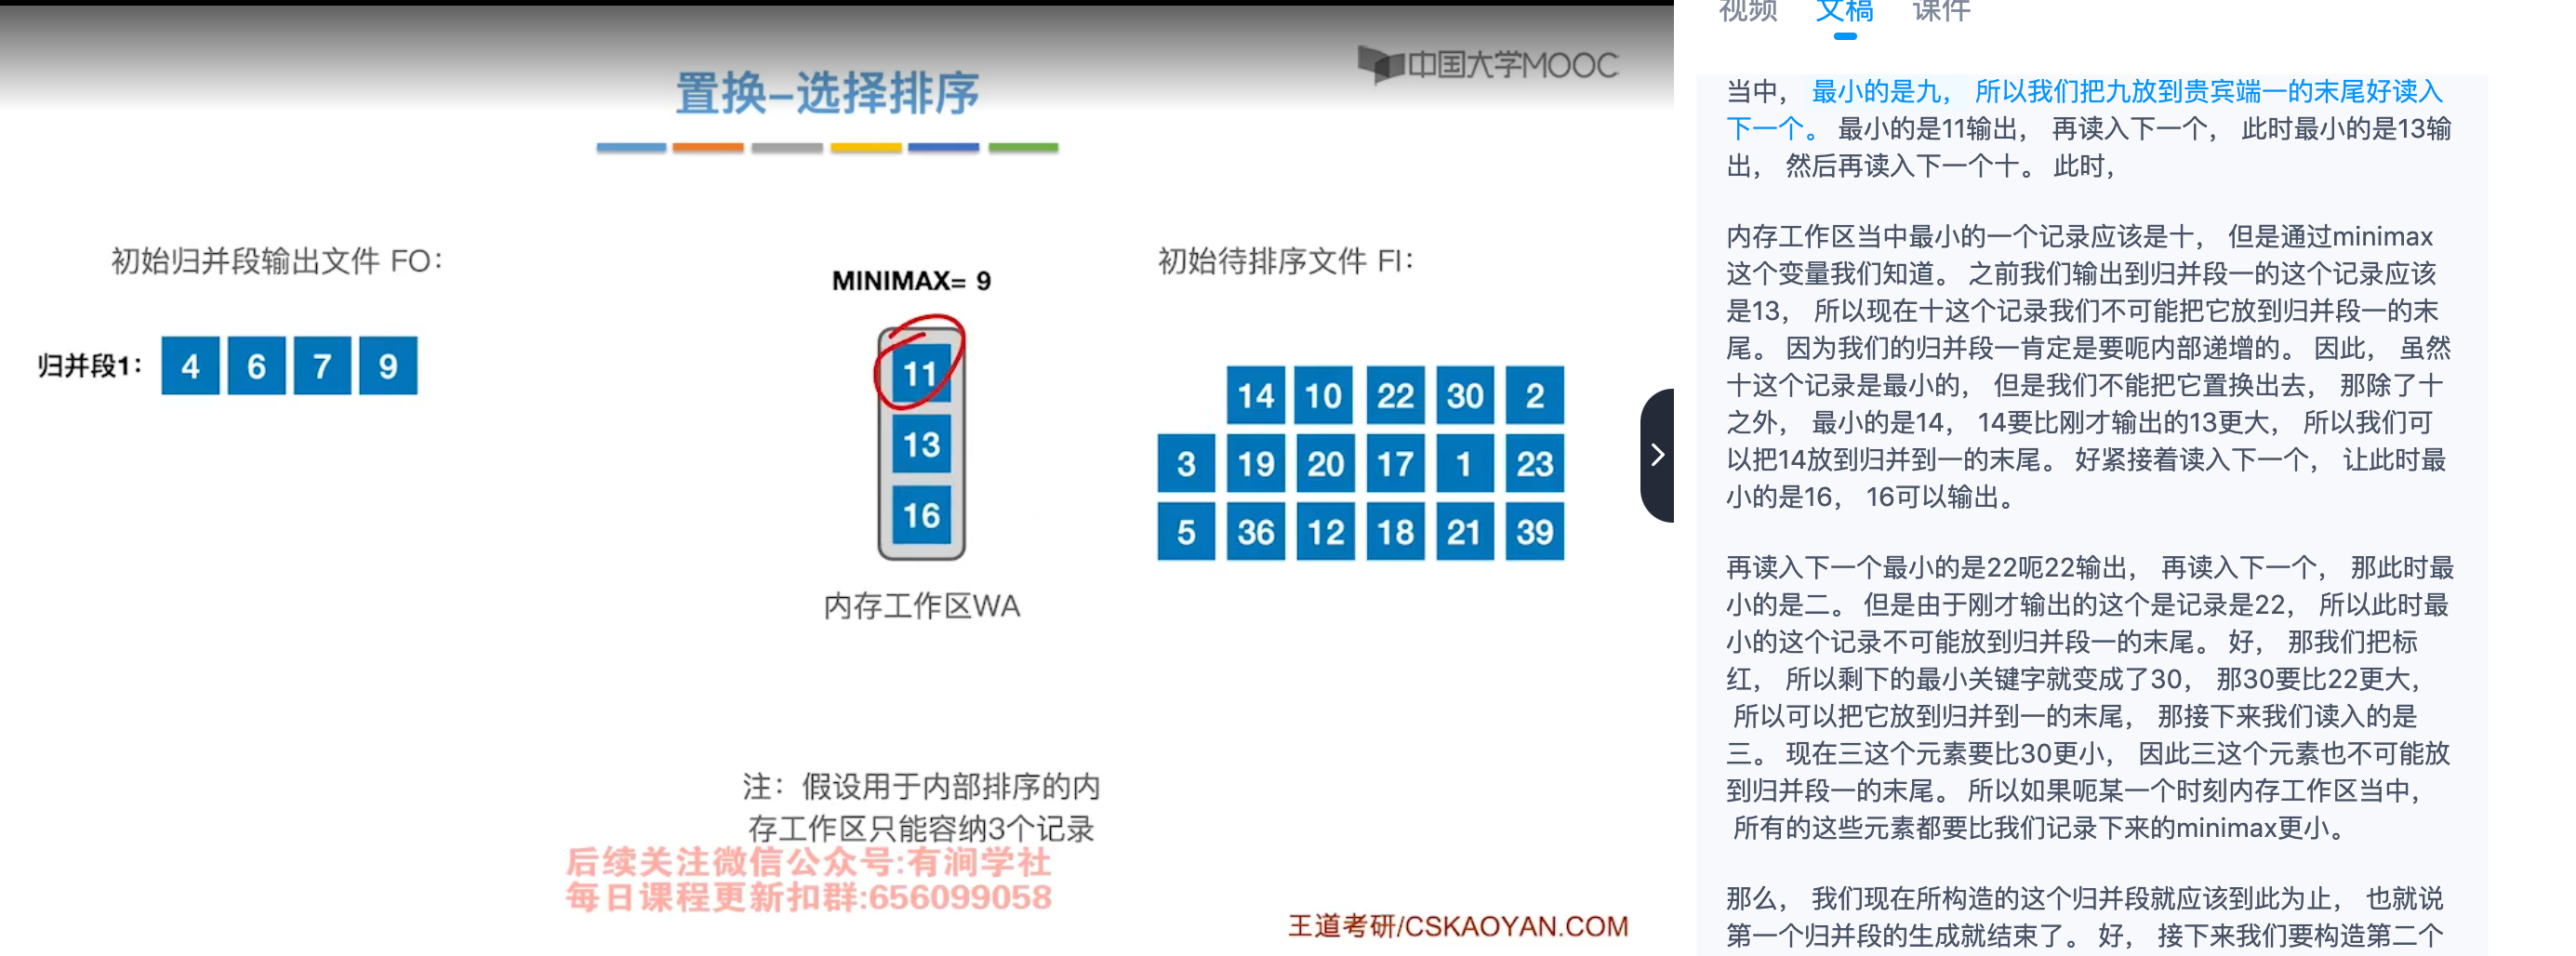 中国大学MOOC
置换-选择排序
初始归并段输出文件 FO:
归并段1: 4 6 7 9
MINIMAX= 9
11
13
16
内存工作区WA
初始待排序文件 FI:
14 10 22 30 2
3 19 20 17 1 23
5 36 12 18 21 39
注：假设用于内部排序的内
存工作区只能容纳3个记录
后续关注微信公众号:有涧学社
每日课程更新扣群:656099058
王道考研/CSKAOYAN.COM
视频 文稿 课件
当中， 最小的是九， 所以我们把九放到贵宾端一的末尾好读入
下一个。 最小的是11输出， 再读入下一个， 此时最小的是13输
出， 然后再读入下一个十。 此时，
内存工作区当中最小的一个记录应该是十， 但是通过minimax
这个变量我们知道。 之前我们输出到归并段一的这个记录应该
是13， 所以现在十这个记录我们不可能把它放到归并段一的末
尾。 因为我们的归并段一肯定是要呃内部递增的。 因此， 虽然
十这个记录是最小的， 但是我们不能把它置换出去， 那除了十
之外， 最小的是14， 14要比刚才输出的13更大， 所以我们可
以把14放到归并到一的末尾。 好紧接着读入下一个， 让此时最
小的是16， 16可以输出。
再读入下一个最小的是22呃22输出， 再读入下一个， 那此时最
小的是二。 但是由于刚才输出的这个是记录是22， 所以此时最
小的这个记录不可能放到归并段一的末尾。 好， 那我们把标
红， 所以剩下的最小关键字就变成了30， 那30要比22更大，
所以可以把它放到归并到一的末尾， 那接下来我们读入的是
三。 现在三这个元素要比30更小， 因此三这个元素也不可能放
到归并段一的末尾。 所以如果呃某一个时刻内存工作区当中，
所有的这些元素都要比我们记录下来的minimax更小。
那么， 我们现在所构造的这个归并段就应该到此为止， 也就说
第一个归并段的生成就结束了。 好， 接下来我们要构造第二个